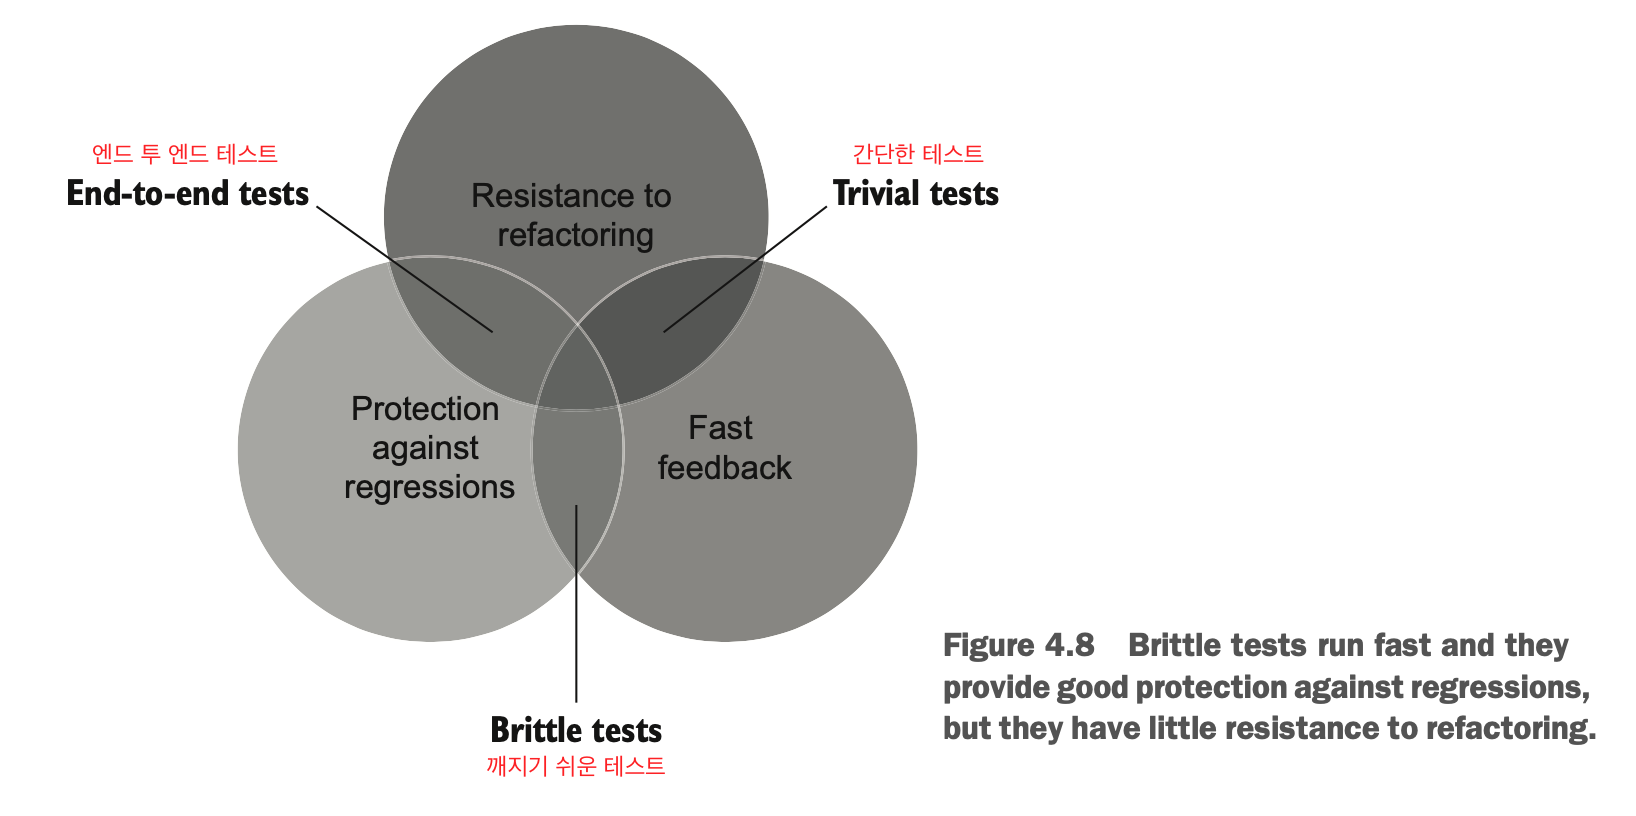 엔드 투 엔드 테스트
End-to-end tests
간단한 테스트
Trivial tests
Resistance to
refactoring
Protection
against
regressions
Fast
feedback
Brittle tests
깨지기 쉬운 테스트
Figure 4.8 Brittle tests run fast and they
provide good protection against regressions,
but they have little resistance to refactoring.